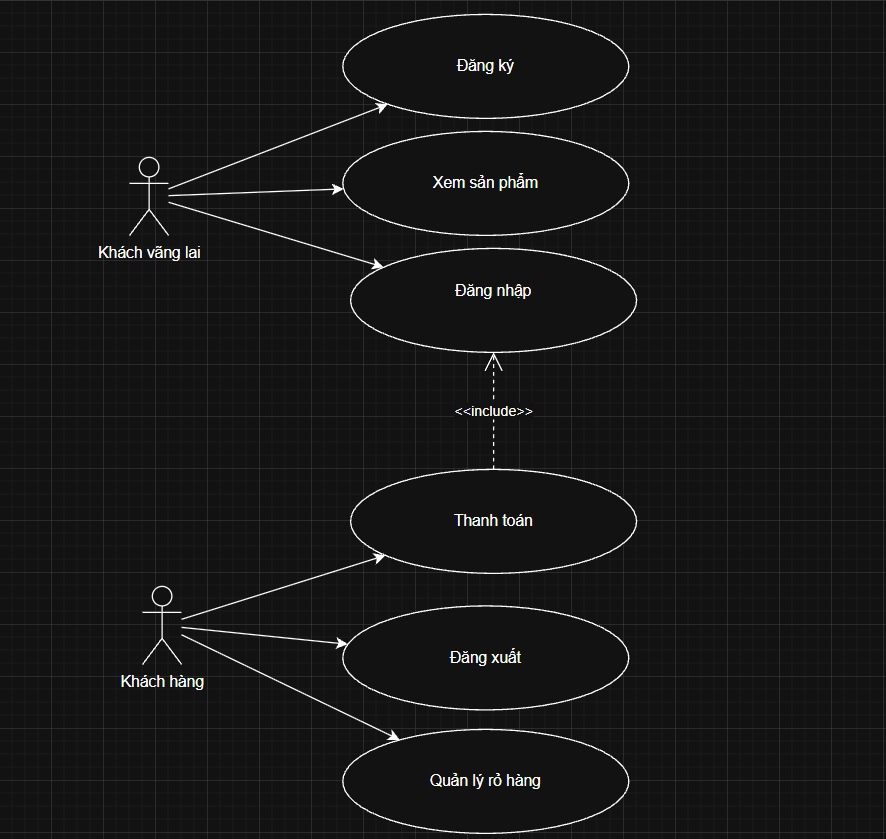 Đăng ký
Xem sản phẩm
Khách vãng lai
Đăng nhập
<<include>>
Thanh toán
Khách hàng
Đăng xuất
Quản lý rỏ hàng